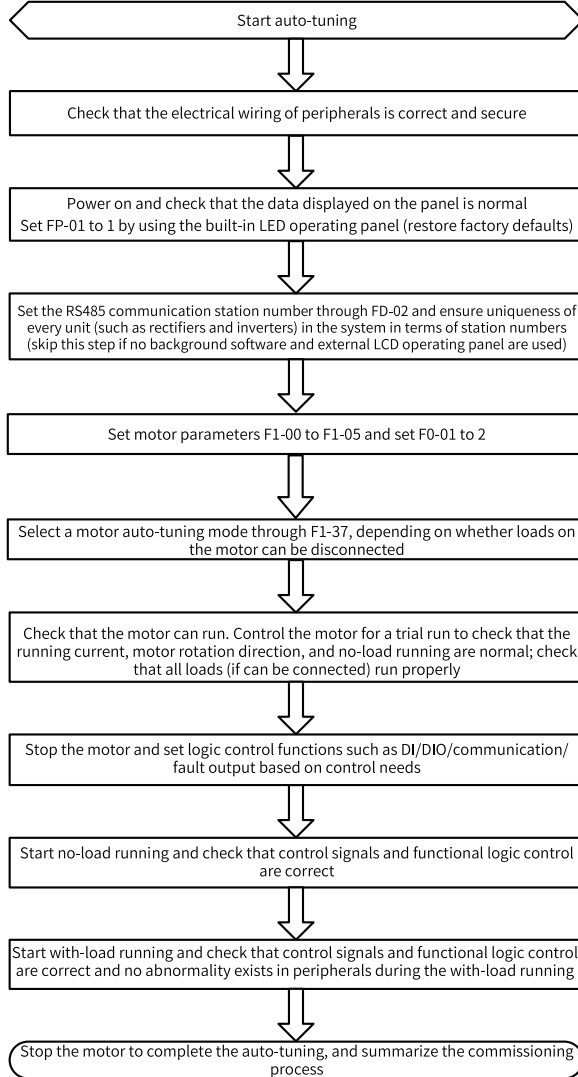 Start auto-tuning
Check that the electrical wiring of peripherals is correct and secure
Power on and check that the data displayed on the panel is normal
Set FP-01 to 1 by using the built-in LED operating panel (restore factory defaults)
Set the RS485 communication station number through FD-02 and ensure uniqueness of
every unit (such as rectifiers and inverters) in the system in terms of station numbers
(skip this step if no background software and external LCD operating panel are used)
Set motor parameters F1-00 to F1-05 and set F0-01 to 2
Select a motor auto-tuning mode through F1-37, depending on whether loads on
the motor can be disconnected
Check that the motor can run. Control the motor for a trial run to check that the
running current, motor rotation direction, and no-load running are normal; check
that all loads (if can be connected) run properly
Stop the motor and set logic control functions such as DI/DIO/communication/
fault output based on control needs
Start no-load running and check that control signals and functional logic control
are correct
Start with-load running and check that control signals and functional logic control
are correct and no abnormality exists in peripherals during the with-load running
Stop the motor to complete the auto-tuning, and summarize the commissioning
process